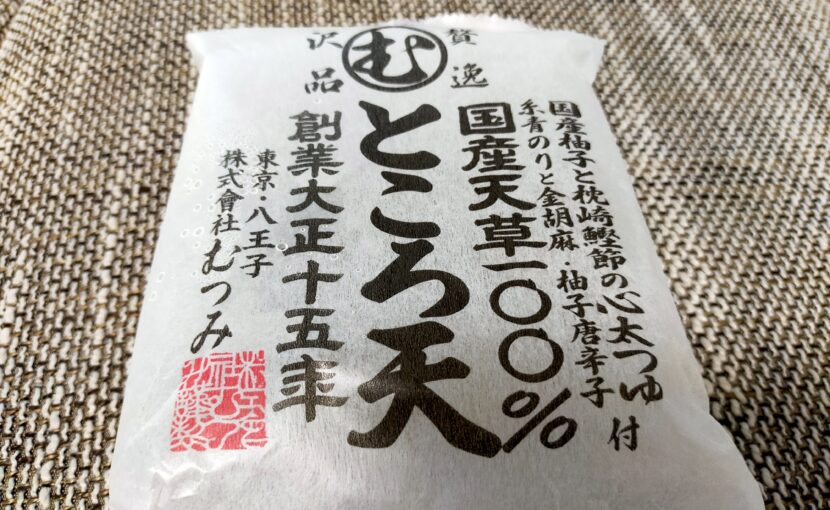 贅沢
逸品
む
国産柚子と枕崎鰹節の心太つゆ
糸青のりと金胡麻・柚子唐辛子
付
国産天草一〇〇%
ところ天
創業大正十五年
東京・八王子
株式會社むつみ